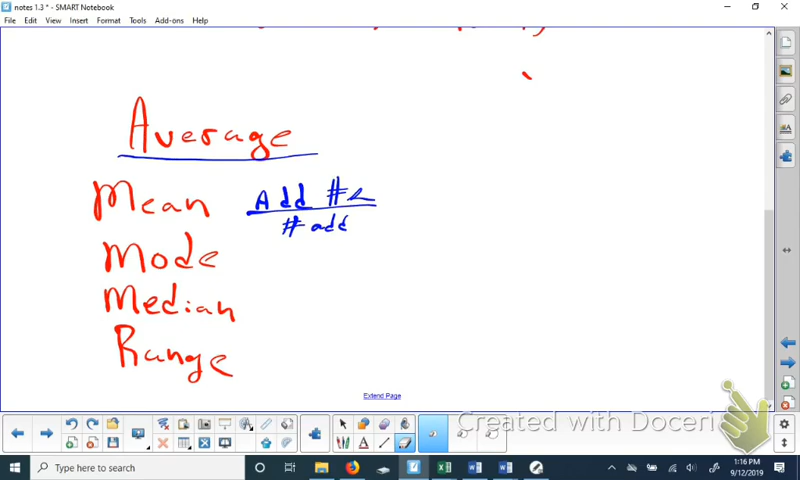 notes 1.3 * - SMART Notebook
File Edit View Insert Format Tools Add-ons Help
Average
Mean Add #s
# add
Mode
Median
Range
Extend Page
Created with Doceri
Type here to search
1:16 PM
9/12/2019